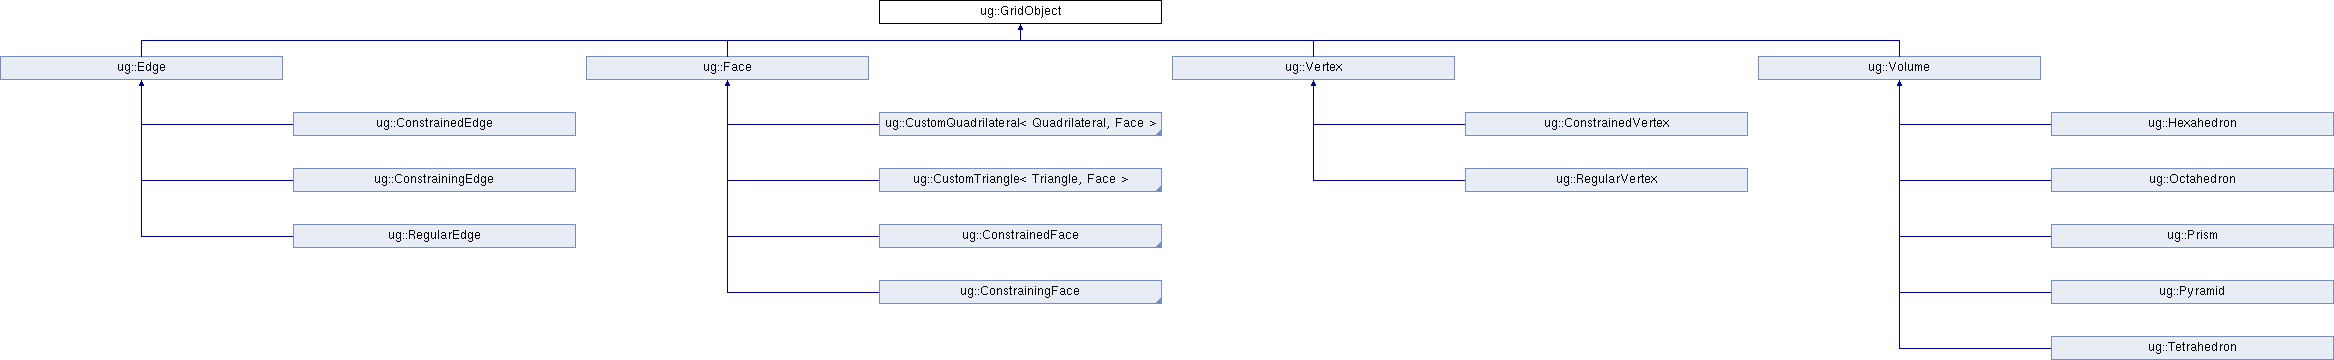 ug::GridObject
ug::Edge
ug::Face
ug::Vertex
ug::Volume
ug::ConstrainedEdge
ug::CustomQuadrilateral< Quadrilateral, Face >
ug::ConstrainedVertex
ug::Hexahedron
ug::ConstrainingEdge
ug::CustomTriangle< Triangle, Face >
ug::RegularVertex
ug::Octahedron
ug::RegularEdge
ug::ConstrainedFace
ug::Prism
ug::ConstrainingFace
ug::Pyramid
ug::Tetrahedron